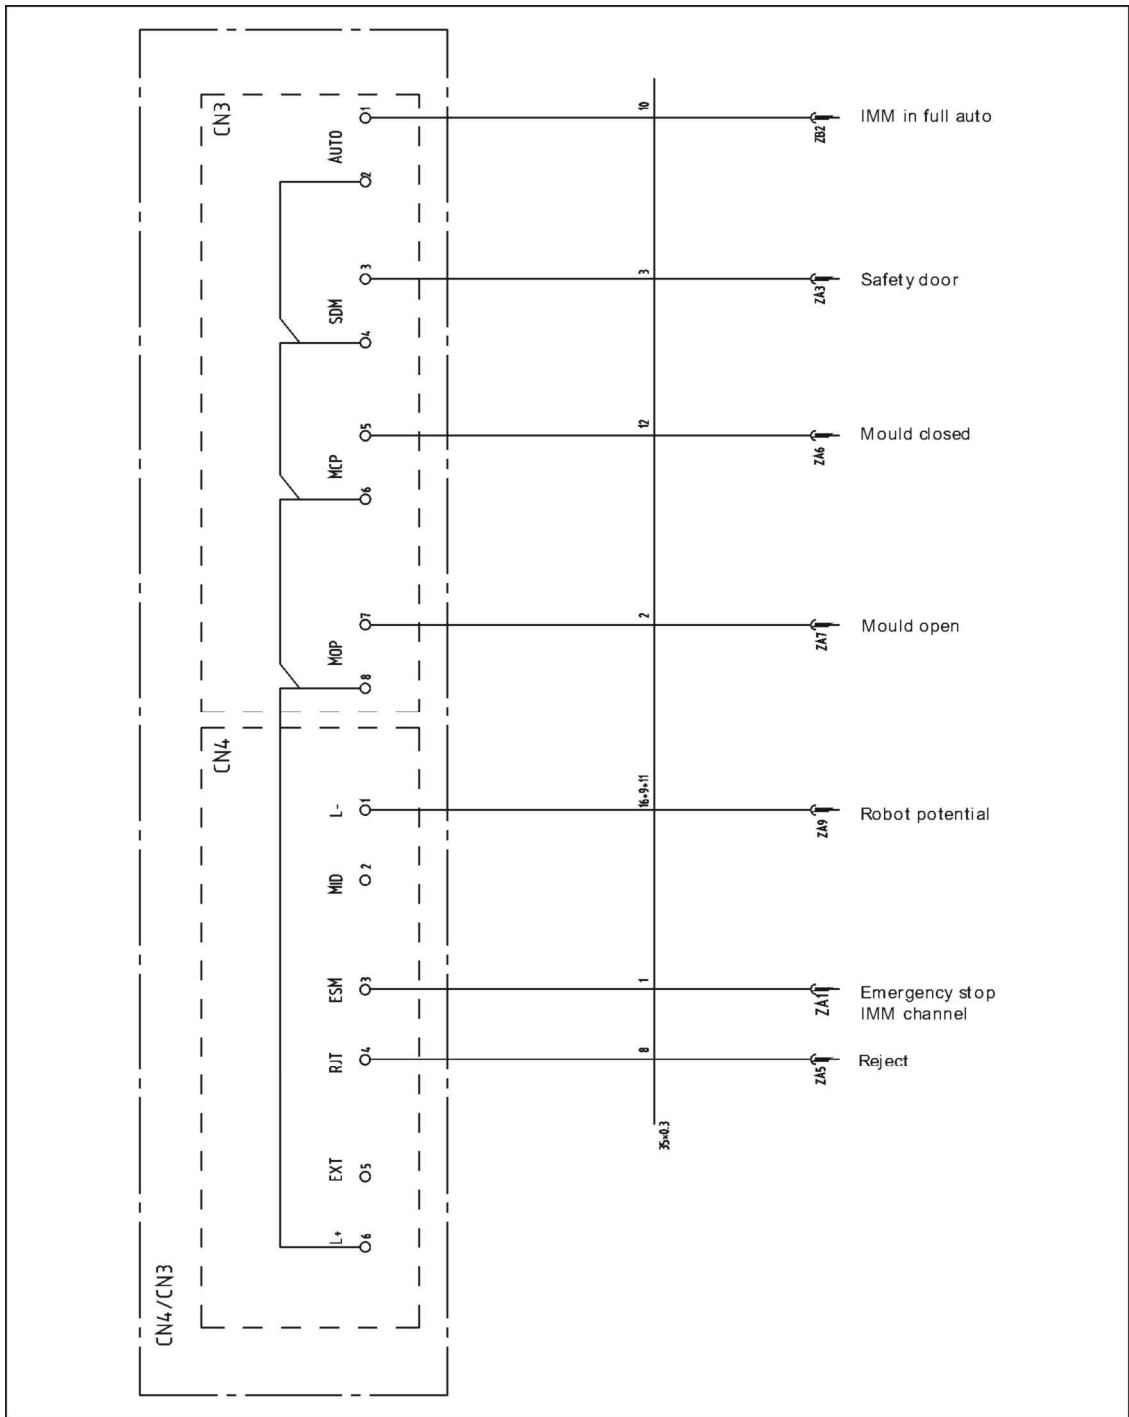 CN3
1
10
ZB2
IMM in full auto
AUTO
2
3
3
ZA3
Safety door
SDM
4
5
12
ZA6
Mould closed
MCP
6
7
2
ZA7
Mould open
MOP
8
CN4
L-
1
16+9+11
ZA9
Robot potential
MID
2
ESM
3
1
ZA1
Emergency stop
IMM channel
RJT
4
8
ZA5
Reject
35×0.3
EXT
5
L+
6
CN4/CN3